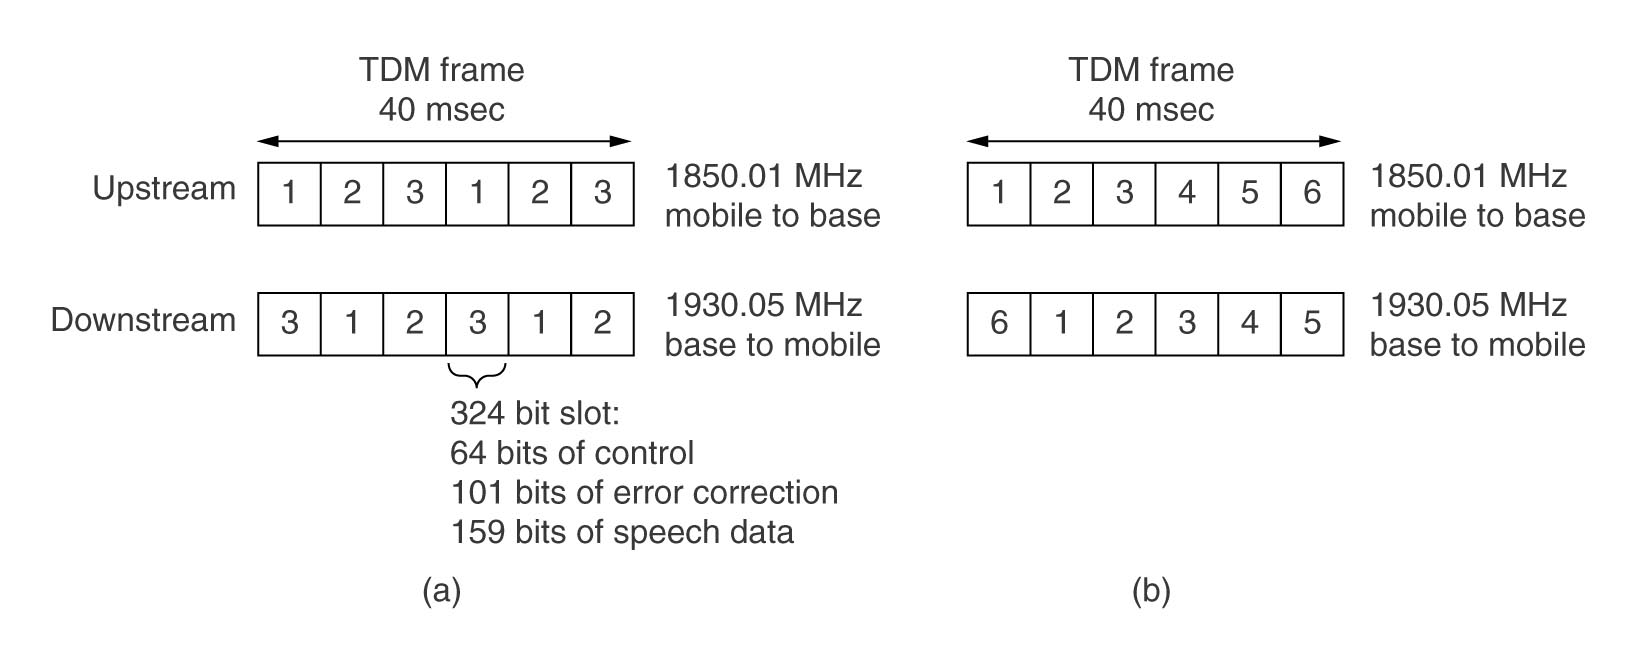 TDM frame
40 msec
Upstream
1 2 3 1 2 3
1850.01 MHz
mobile to base
Downstream
3 1 2 3 1 2
1930.05 MHz
base to mobile
324 bit slot:
64 bits of control
101 bits of error correction
159 bits of speech data
(a)
TDM frame
40 msec
1 2 3 4 5 6
1850.01 MHz
mobile to base
6 1 2 3 4 5
1930.05 MHz
base to mobile
(b)